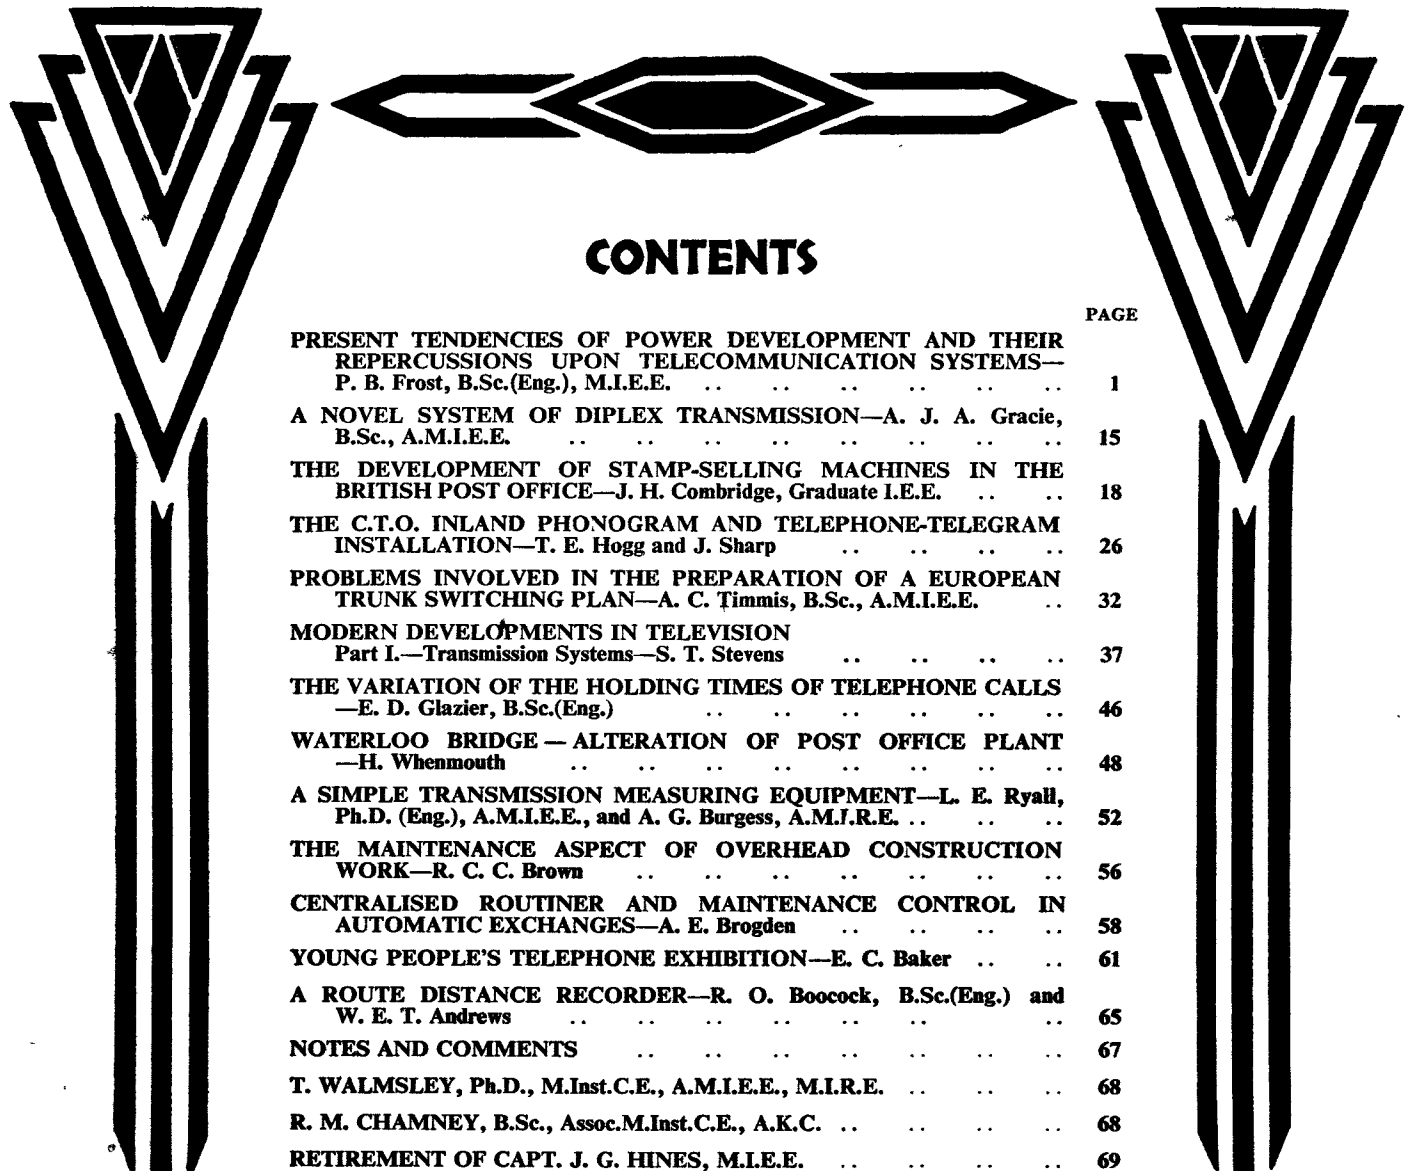 CONTENTS
PAGE
PRESENT TENDENCIES OF POWER DEVELOPMENT AND THEIR
REPERCUSSIONS UPON TELECOMMUNICATION SYSTEMS—
P. B. Frost, B.Sc.(Eng.), M.I.E.E. .. .. .. .. .. .. 1
A NOVEL SYSTEM OF DIPLEX TRANSMISSION—A. J. A. Gracie,
B.Sc., A.M.I.E.E. .. .. .. .. .. .. .. .. 15
THE DEVELOPMENT OF STAMP-SELLING MACHINES IN THE
BRITISH POST OFFICE—J. H. Combridge, Graduate I.E.E. .. .. 18
THE C.T.O. INLAND PHONOGRAM AND TELEPHONE-TELEGRAM
INSTALLATION—T. E. Hogg and J. Sharp .. .. .. .. 26
PROBLEMS INVOLVED IN THE PREPARATION OF A EUROPEAN
TRUNK SWITCHING PLAN—A. C. Timmis, B.Sc., A.M.I.E.E. .. 32
MODERN DEVELOPMENTS IN TELEVISION
Part I.—Transmission Systems—S. T. Stevens .. .. .. .. 37
THE VARIATION OF THE HOLDING TIMES OF TELEPHONE CALLS
—E. D. Glazier, B.Sc.(Eng.) .. .. .. .. .. .. 46
WATERLOO BRIDGE — ALTERATION OF POST OFFICE PLANT
—H. Whenmouth .. .. .. .. .. .. .. .. 48
A SIMPLE TRANSMISSION MEASURING EQUIPMENT—L. E. Ryall,
Ph.D. (Eng.), A.M.I.E.E., and A. G. Burgess, A.M.I.R.E. .. .. .. 52
THE MAINTENANCE ASPECT OF OVERHEAD CONSTRUCTION
WORK—R. C. C. Brown .. .. .. .. .. .. .. 56
CENTRALISED ROUTINER AND MAINTENANCE CONTROL IN
AUTOMATIC EXCHANGES—A. E. Brogden .. .. .. .. 58
YOUNG PEOPLE'S TELEPHONE EXHIBITION—E. C. Baker .. .. 61
A ROUTE DISTANCE RECORDER—R. O. Boocock, B.Sc.(Eng.) and
W. E. T. Andrews .. .. .. .. .. .. .. 65
NOTES AND COMMENTS .. .. .. .. .. .. .. 67
T. WALMSLEY, Ph.D., M.Inst.C.E., A.M.I.E.E., M.I.R.E. .. .. .. 68
R. M. CHAMNEY, B.Sc., Assoc.M.Inst.C.E., A.K.C. .. .. .. .. 68
RETIREMENT OF CAPT. J. G. HINES, M.I.E.E. .. .. .. .. 69